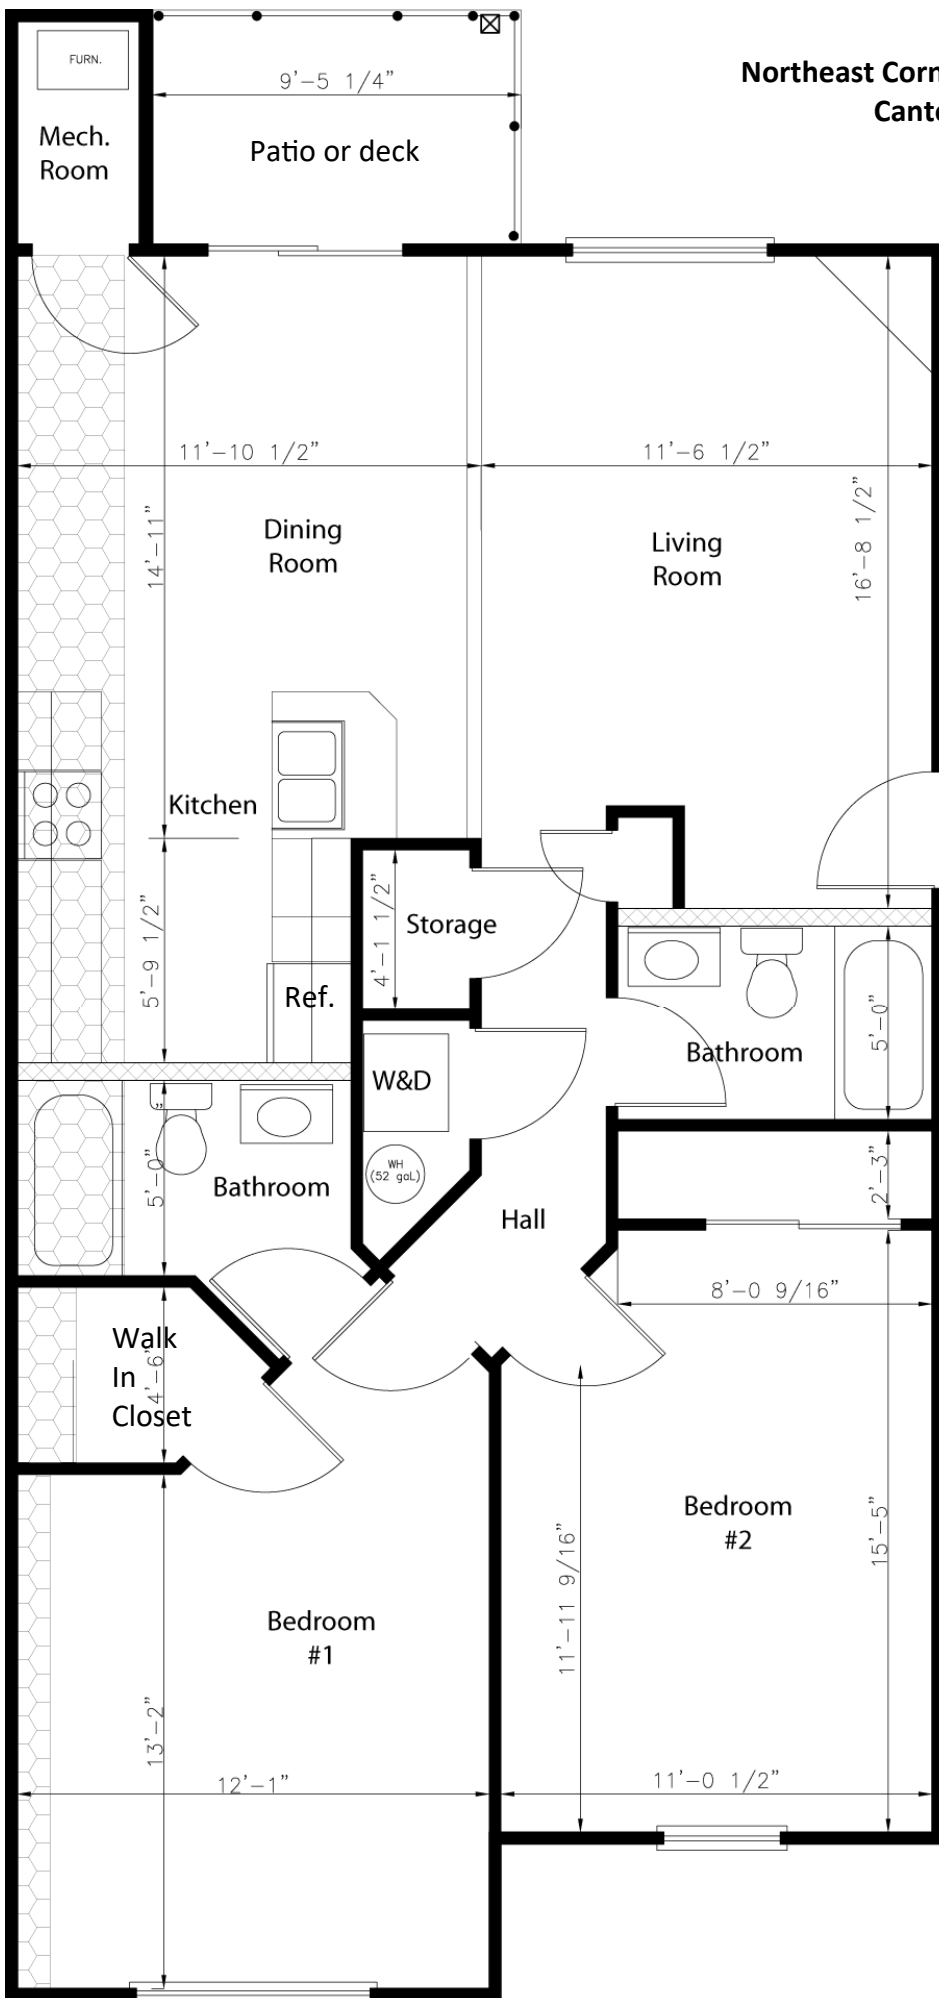 FURN.
9'-5 1/4"
Northeast Corn
Cante
Mech.
Room
Patio or deck
11'-10 1/2"
11'-6 1/2"
14'-11"
16'-8 1/2"
Dining
Room
Living
Room
Kitchen
5'-9 1/2"
4'-1 1/2"
Storage
Ref.
5'-0"
Bathroom
W&D
WH
(52 gaL)
5'-0"
Bathroom
2'-3"
Hall
8'-0 9/16"
Walk
In
Closet
4'-6"
Bedroom
#2
15'-5"
11'-11 9/16"
Bedroom
#1
13'-2"
12'-1"
11'-0 1/2"